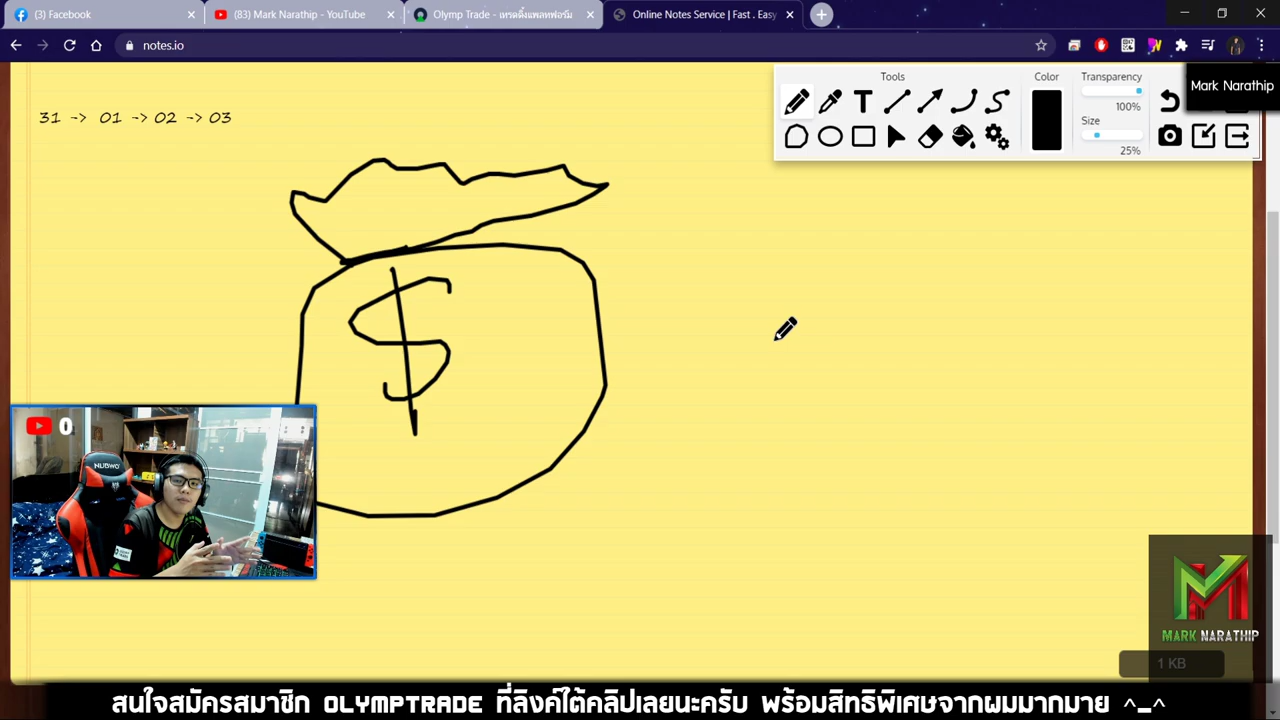 (3) Facebook
(83) Mark Narathip - YouTube
Olymp Trade - เทรดดิ้งแพลทฟอร์ม
Online Notes Service | Fast . Easy
notes.io
Tools
Color
Transparency
100%
Size
25%
Mark Narathip
31 -> 01 -> 02 -> 03
$
0
NUBWO
MARK NARATHIP
1 KB
สนใจสมัครสมาชิก OLYMPTRADE ที่ลิงค์ใต้คลิปเลยนะครับ พร้อมสิทธิพิเศษจากผมมากมาย ^_^